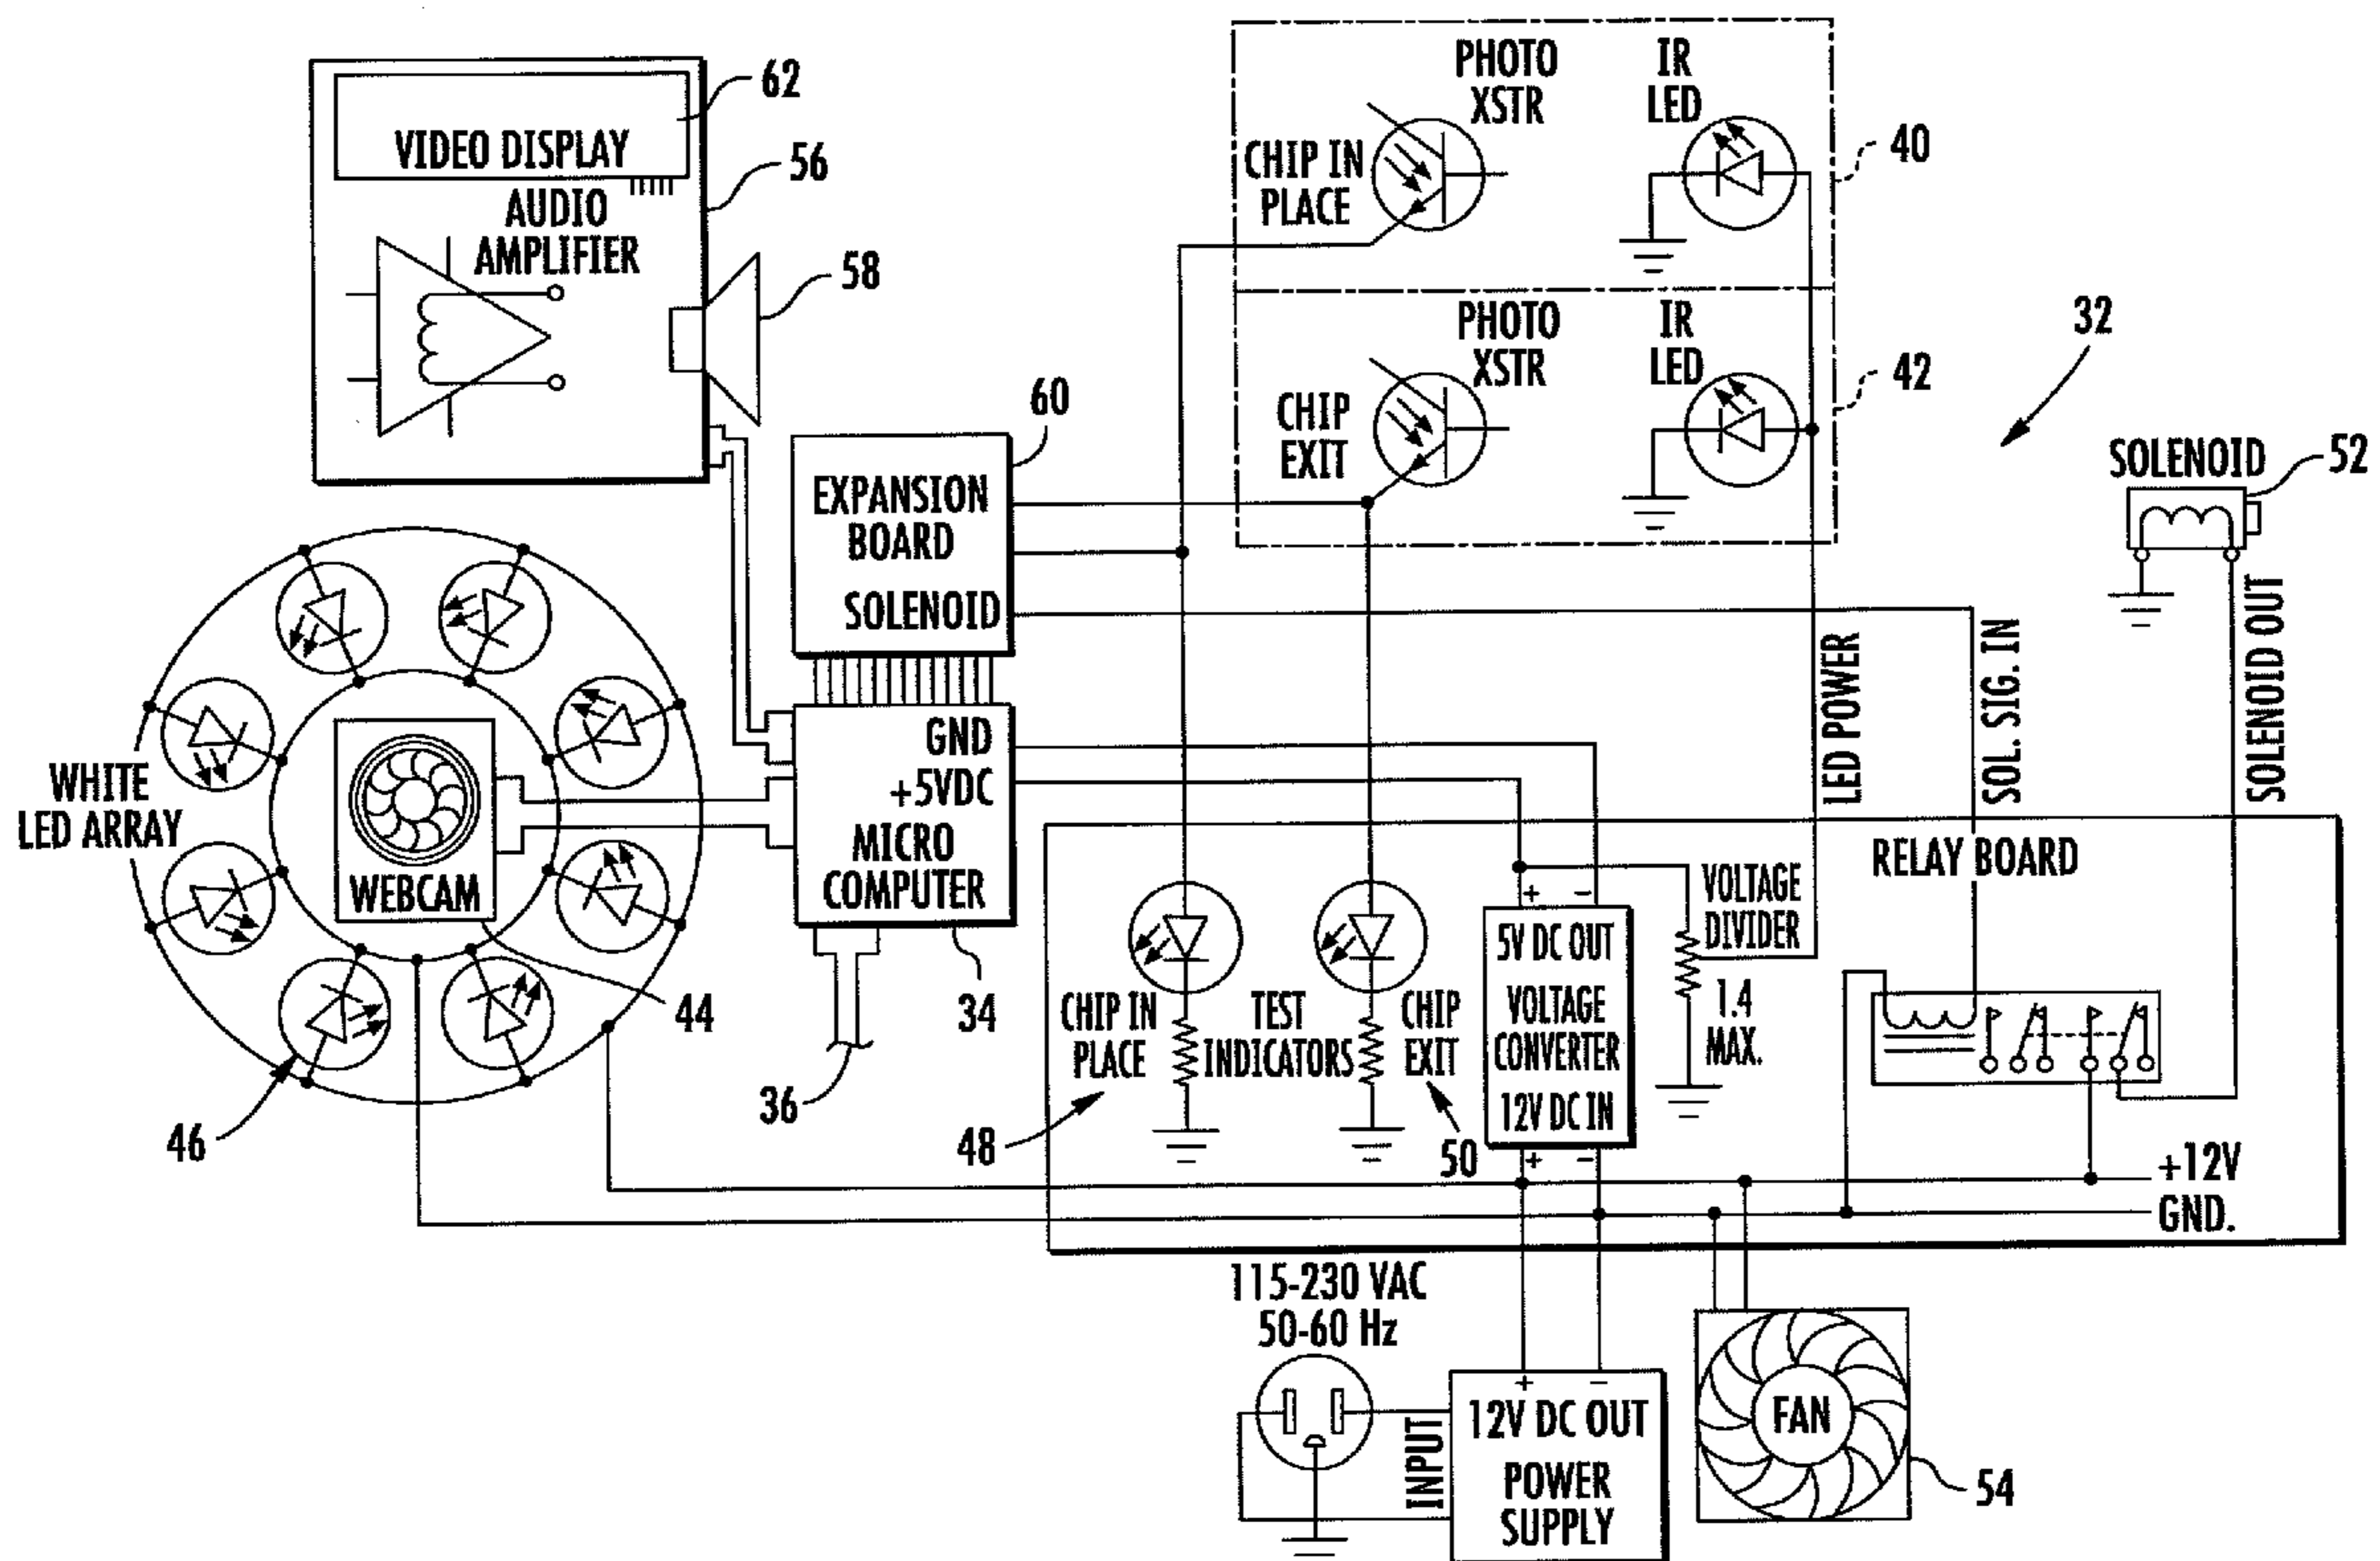 62
VIDEO DISPLAY
56
AUDIO
AMPLIFIER
58
PHOTO
XSTR
IR
LED
CHIP IN
PLACE
40
PHOTO
XSTR
IR
LED
CHIP
EXIT
42
32
SOLENOID
52
60
EXPANSION
BOARD
SOLENOID
GND
+5VDC
MICRO
COMPUTER
34
36
WHITE
LED ARRAY
WEBCAM
44
46
LED POWER
SOL. SIG. IN
SOLENOID OUT
RELAY BOARD
VOLTAGE
DIVIDER
1.4
MAX.
+ −
5V DC OUT
VOLTAGE
CONVERTER
12V DC IN
+ −
CHIP IN
PLACE
48
TEST
INDICATORS
CHIP
EXIT
50
+12V
GND.
115-230 VAC
50-60 Hz
INPUT
+ −
12V DC OUT
POWER
SUPPLY
FAN
54